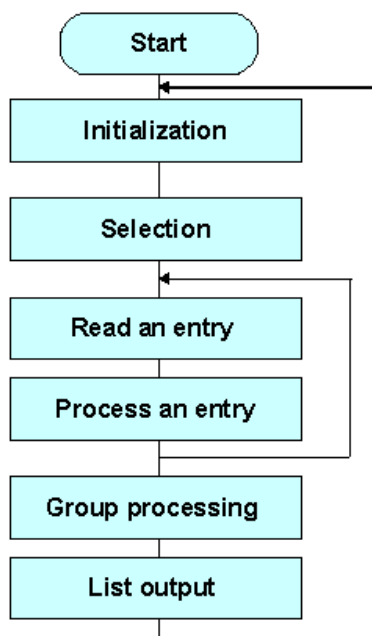 Start
Initialization
Selection
Read an entry
Process an entry
Group processing
List output